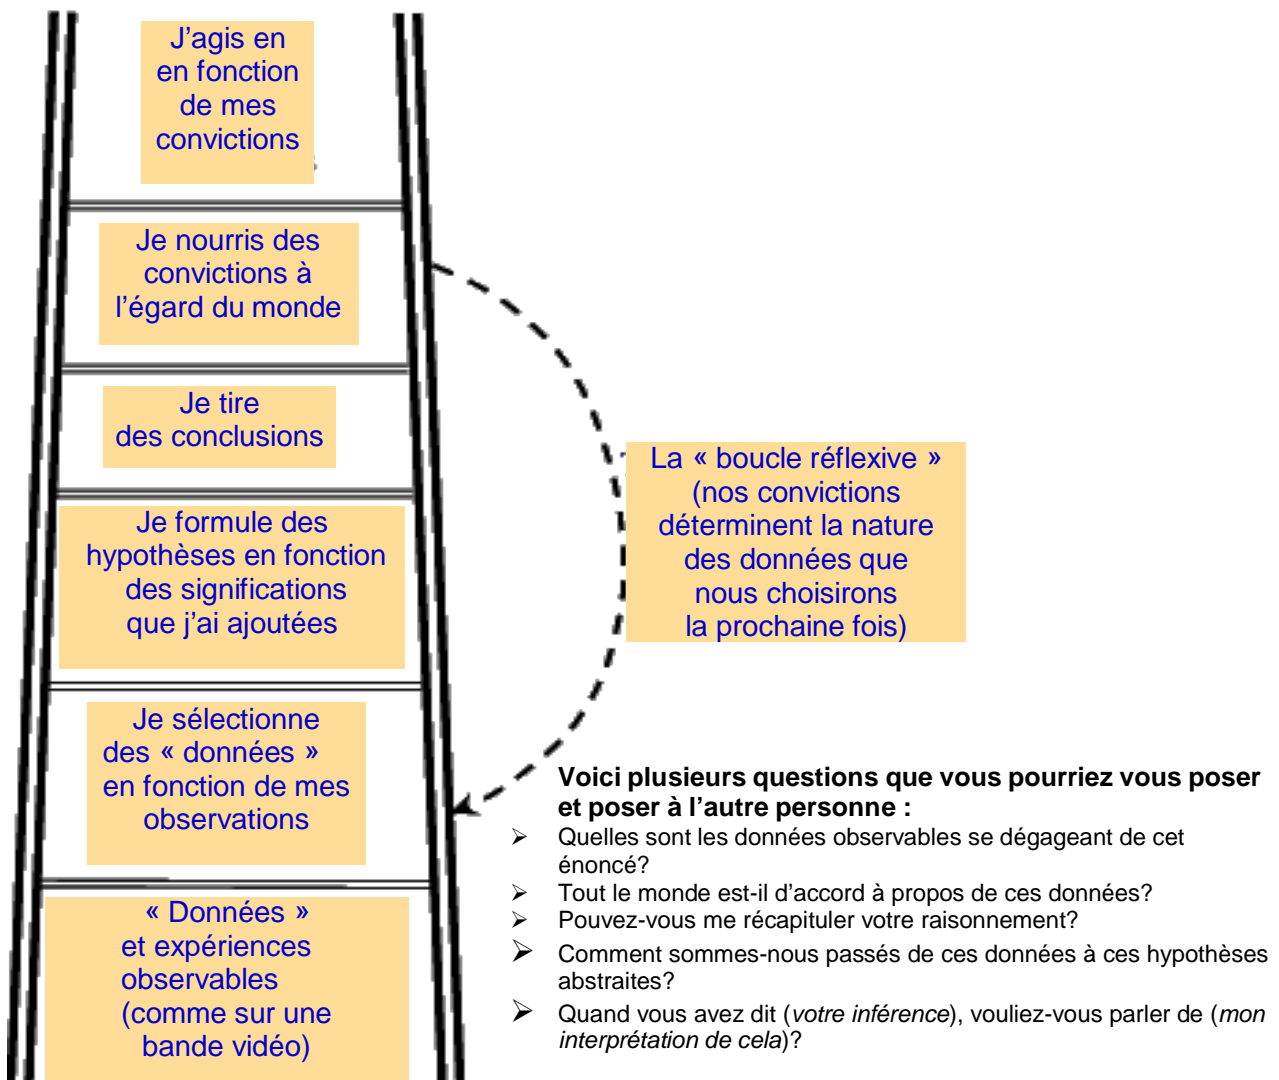 J'agis en
en fonction
de mes
convictions
Je nourris des
convictions à
l'égard du monde
Je tire
des conclusions
Je formule des
hypothèses en fonction
des significations
que j'ai ajoutées
La « boucle réflexive »
(nos convictions
déterminent la nature
des données que
nous choisirons
la prochaine fois)
Je sélectionne
des « données »
en fonction de mes
observations
« Données »
et expériences
observables
(comme sur une
bande vidéo)
Voici plusieurs questions que vous pourriez vous poser
et poser à l'autre personne :
➢ Quelles sont les données observables se dégageant de cet
énoncé?
➢ Tout le monde est-il d'accord à propos de ces données?
➢ Pouvez-vous me récapituler votre raisonnement?
➢ Comment sommes-nous passés de ces données à ces hypothèses
abstraites?
➢ Quand vous avez dit (votre inférence), vouliez-vous parler de (mon
interprétation de cela)?